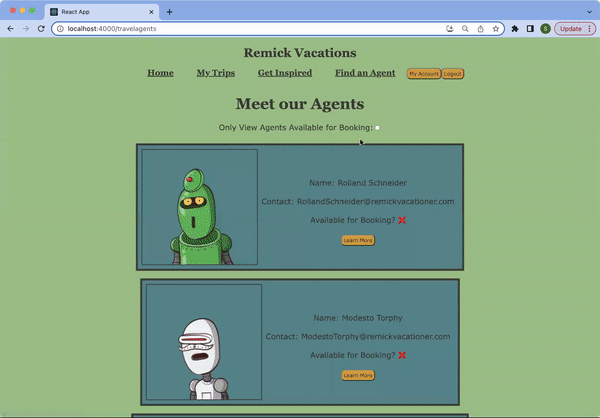 React App
localhost:4000/travelagents
S
Update
Remick Vacations
Home My Trips Get Inspired Find an Agent My Account Logout
Meet our Agents
Only View Agents Available for Booking:
Name: Rolland Schneider
Contact: RollandSchneider@remickvacationer.com
Available for Booking? ❌
Learn More
Name: Modesto Torphy
Contact: ModestoTorphy@remickvacationer.com
Available for Booking? ❌
Learn More